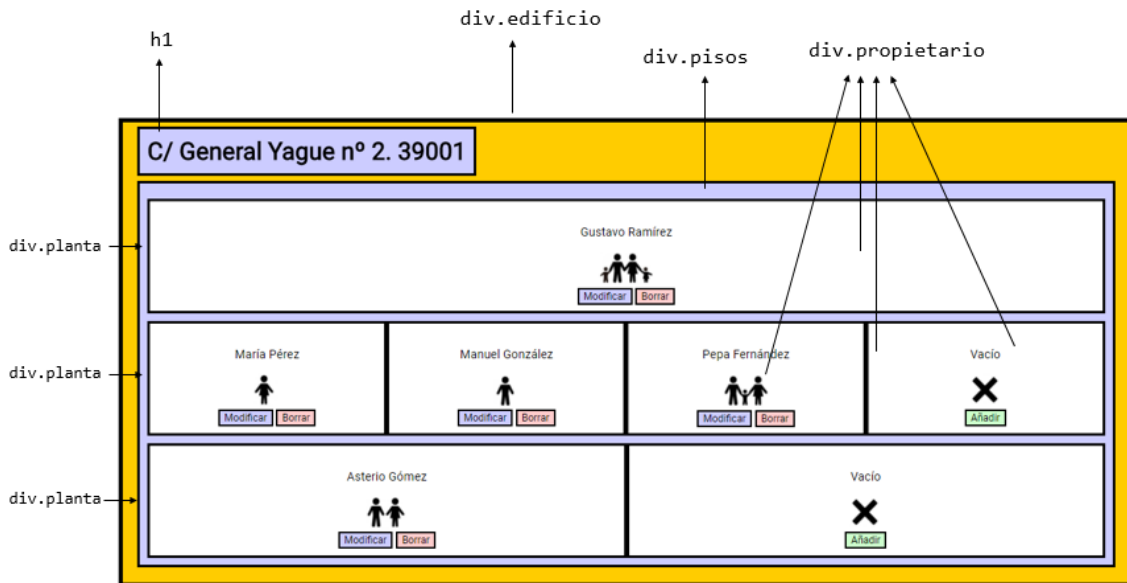 div.edificio
h1
div.pisos
div.propietario
C/ General Yague nº 2. 39001
div.planta
Gustavo Ramírez
Modificar Borrar
div.planta
María Pérez
Modificar Borrar
Manuel González
Modificar Borrar
Pepa Fernández
Modificar Borrar
Vacío
Añadir
div.planta
Asterio Gómez
Modificar Borrar
Vacío
Añadir